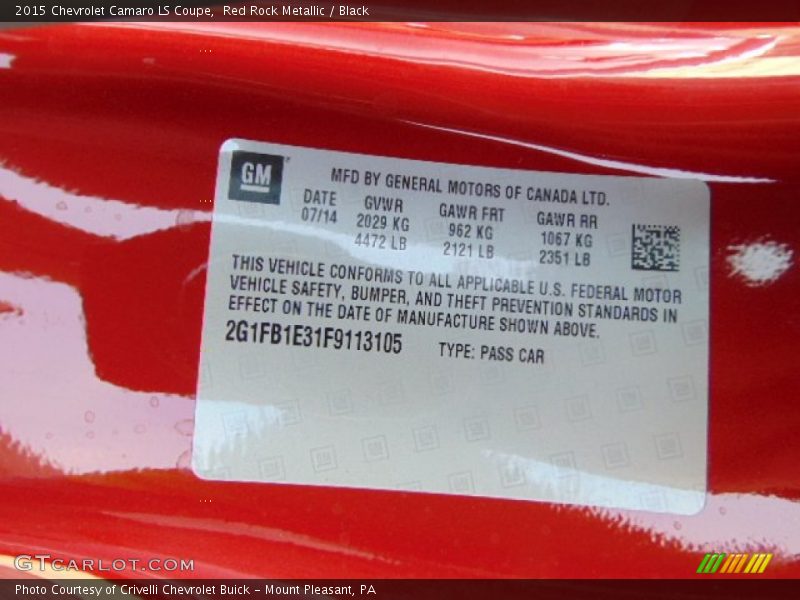 2015 Chevrolet Camaro LS Coupe, Red Rock Metallic / Black
GM
MFD BY GENERAL MOTORS OF CANADA LTD.
DATE GVWR GAWR FRT GAWR RR
07/14 2029 KG 962 KG 1067 KG
4472 LB 2121 LB 2351 LB
THIS VEHICLE CONFORMS TO ALL APPLICABLE U.S. FEDERAL MOTOR
VEHICLE SAFETY, BUMPER, AND THEFT PREVENTION STANDARDS IN
EFFECT ON THE DATE OF MANUFACTURE SHOWN ABOVE.
2G1FB1E31F9113105 TYPE: PASS CAR
GTCARLOT.COM
Photo Courtesy of Crivelli Chevrolet Buick - Mount Pleasant, PA